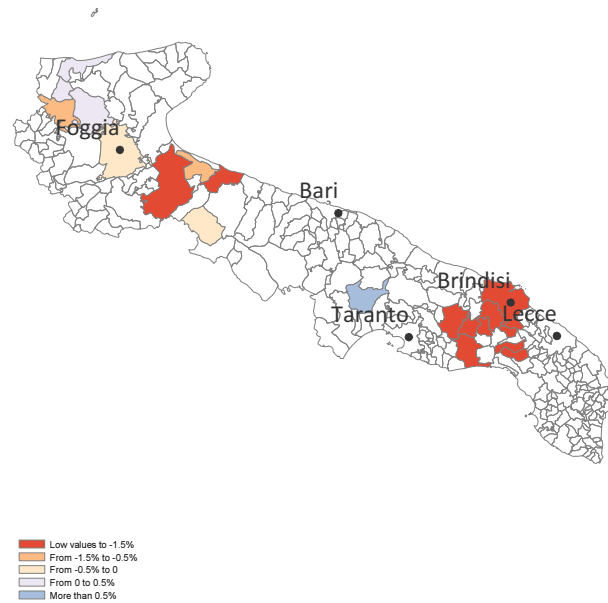 Foggia
Bari
Brindisi
Taranto
Lecce
Low values to -1.5%
From -1.5% to -0.5%
From -0.5% to 0
From 0 to 0.5%
More than 0.5%